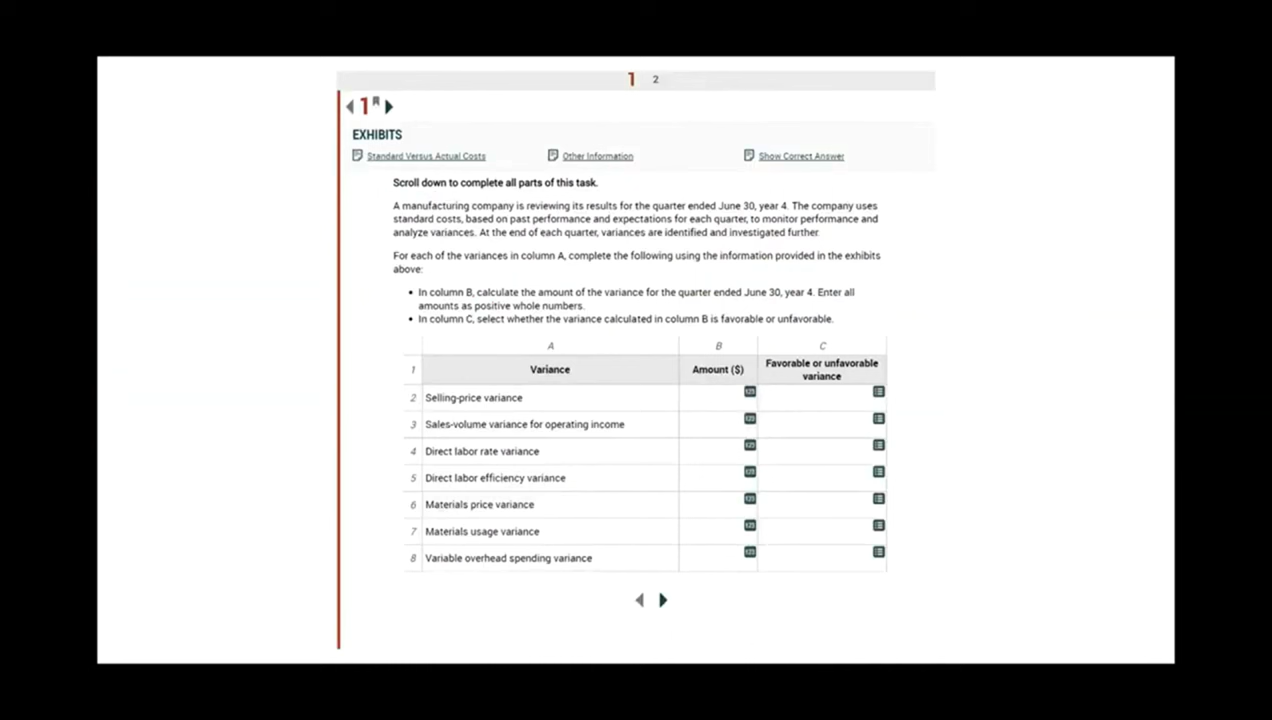 1 2
1
EXHIBITS
Standard Versus Actual Costs Other Information Show Correct Answer
Scroll down to complete all parts of this task.
A manufacturing company is reviewing its results for the quarter ended June 30, year 4. The company uses
standard costs, based on past performance and expectations for each quarter, to monitor performance and
analyze variances. At the end of each quarter, variances are identified and investigated further.
For each of the variances in column A, complete the following using the information provided in the exhibits
above:
• In column B, calculate the amount of the variance for the quarter ended June 30, year 4. Enter all
amounts as positive whole numbers.
• In column C, select whether the variance calculated in column B is favorable or unfavorable.
A B C
1 Variance Amount ($) Favorable or unfavorable
variance
2 Selling-price variance 123
3 Sales-volume variance for operating income 123
4 Direct labor rate variance 123
5 Direct labor efficiency variance 123
6 Materials price variance 123
7 Materials usage variance 123
8 Variable overhead spending variance 123